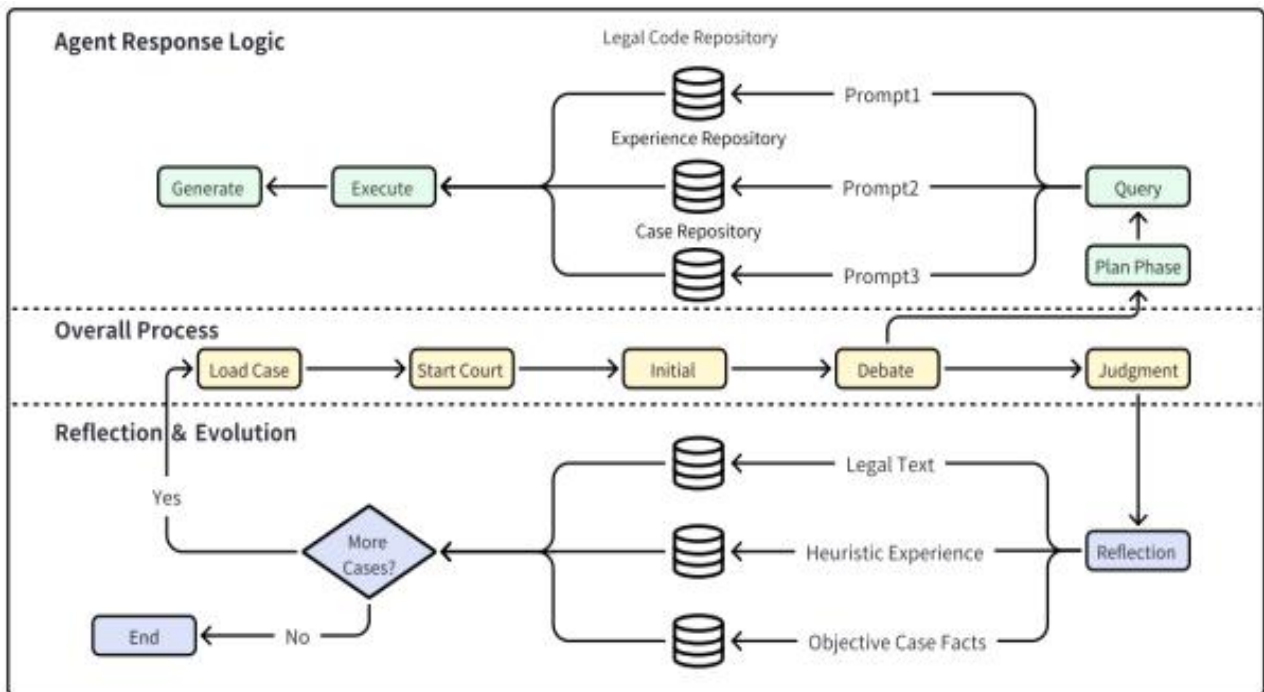 Agent Response Logic
Legal Code Repository
Prompt1
Experience Repository
Generate
Execute
Prompt2
Query
Case Repository
Plan Phase
Prompt3
Overall Process
Load Case
Start Court
Initial
Debate
Judgment
Reflection & Evolution
Legal Text
Yes
More
Cases?
Heuristic Experience
Reflection
End
No
Objective Case Facts